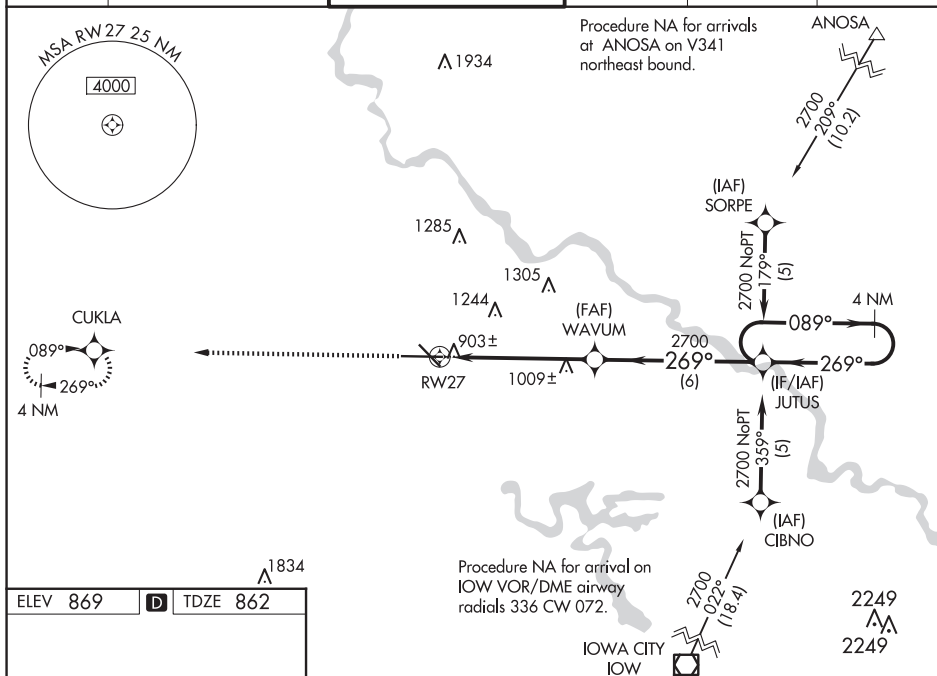 MSA RW 27 25 NM
4000
1934
Procedure NA for arrivals
at ANOSA on V341
northeast bound.
ANOSA
2700
209°
(10.2)
(IAF)
SORPE
2700 NoPT
179°
(5)
1285
1305
1244
4 NM
089°
CUKLA
089°
269°
4 NM
903±
RW27
1009±
(FAF)
WAVUM
2700
269°
(6)
269°
(IF/IAF)
JUTUS
2700 NoPT
359°
(5)
(IAF)
CIBNO
1834
Procedure NA for arrival on
IOW VOR/DME airway
radials 336 CW 072.
2700
022°
(18.4)
IOWA CITY
IOW
2249
2249
ELEV 869 D TDZE 862